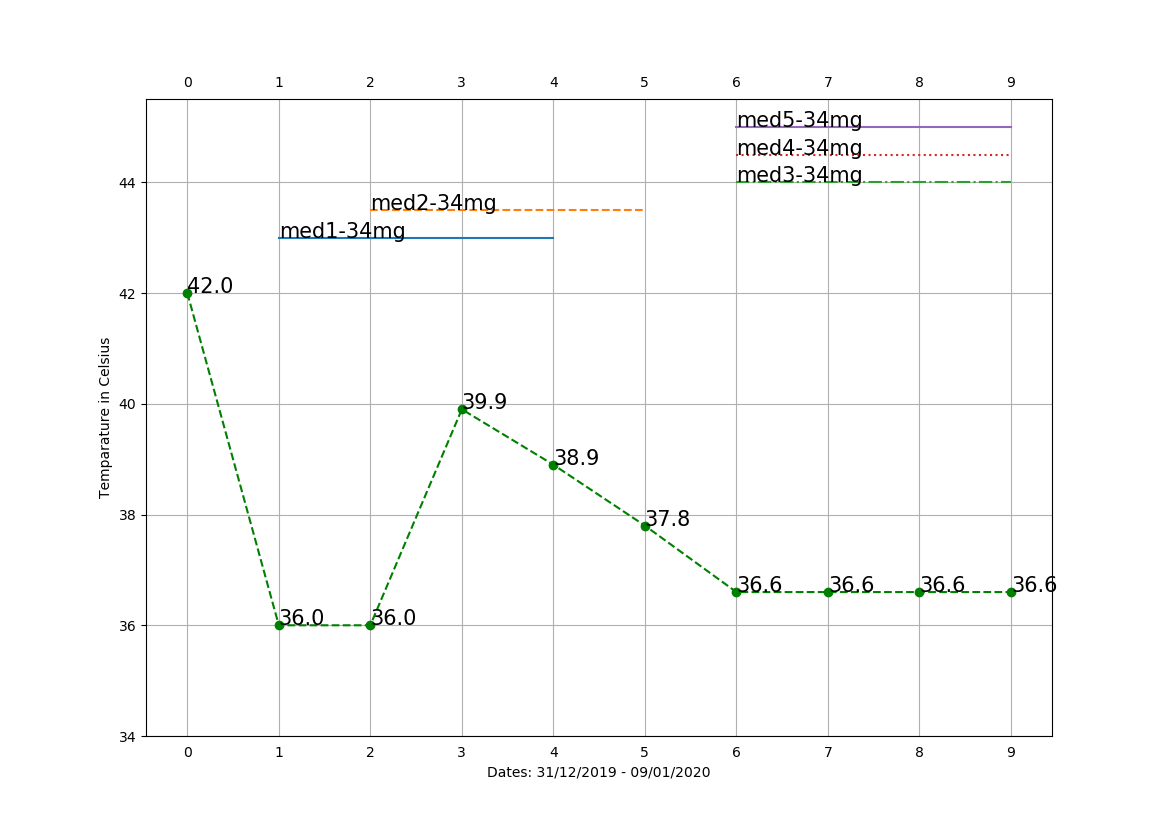 0 1 2 3 4 5 6 7 8 9
med5-34mg
med4-34mg
med3-34mg
44
med2-34mg
med1-34mg
42.0
42
39.9
40
38.9
Temparature in Celsius
37.8
38
36.6 36.6 36.6 36.6
36.0 36.0
36
34
0 1 2 3 4 5 6 7 8 9
Dates: 31/12/2019 - 09/01/2020